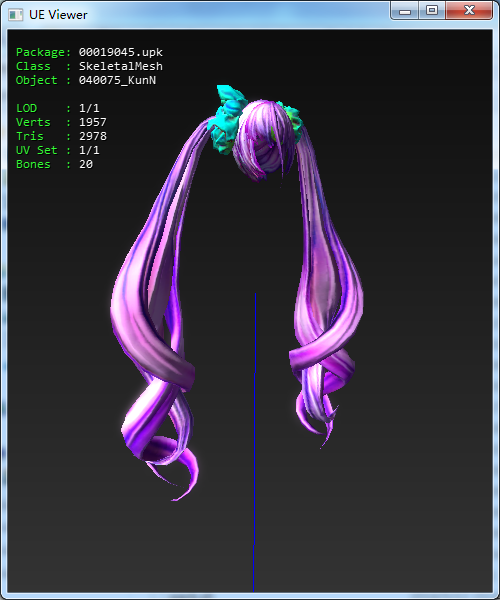 UE Viewer
Package: 00019045.upk
Class  : SkeletalMesh
Object : 040075_KunN
LOD    : 1/1
Verts  : 1957
Tris   : 2978
UV Set : 1/1
Bones  : 20